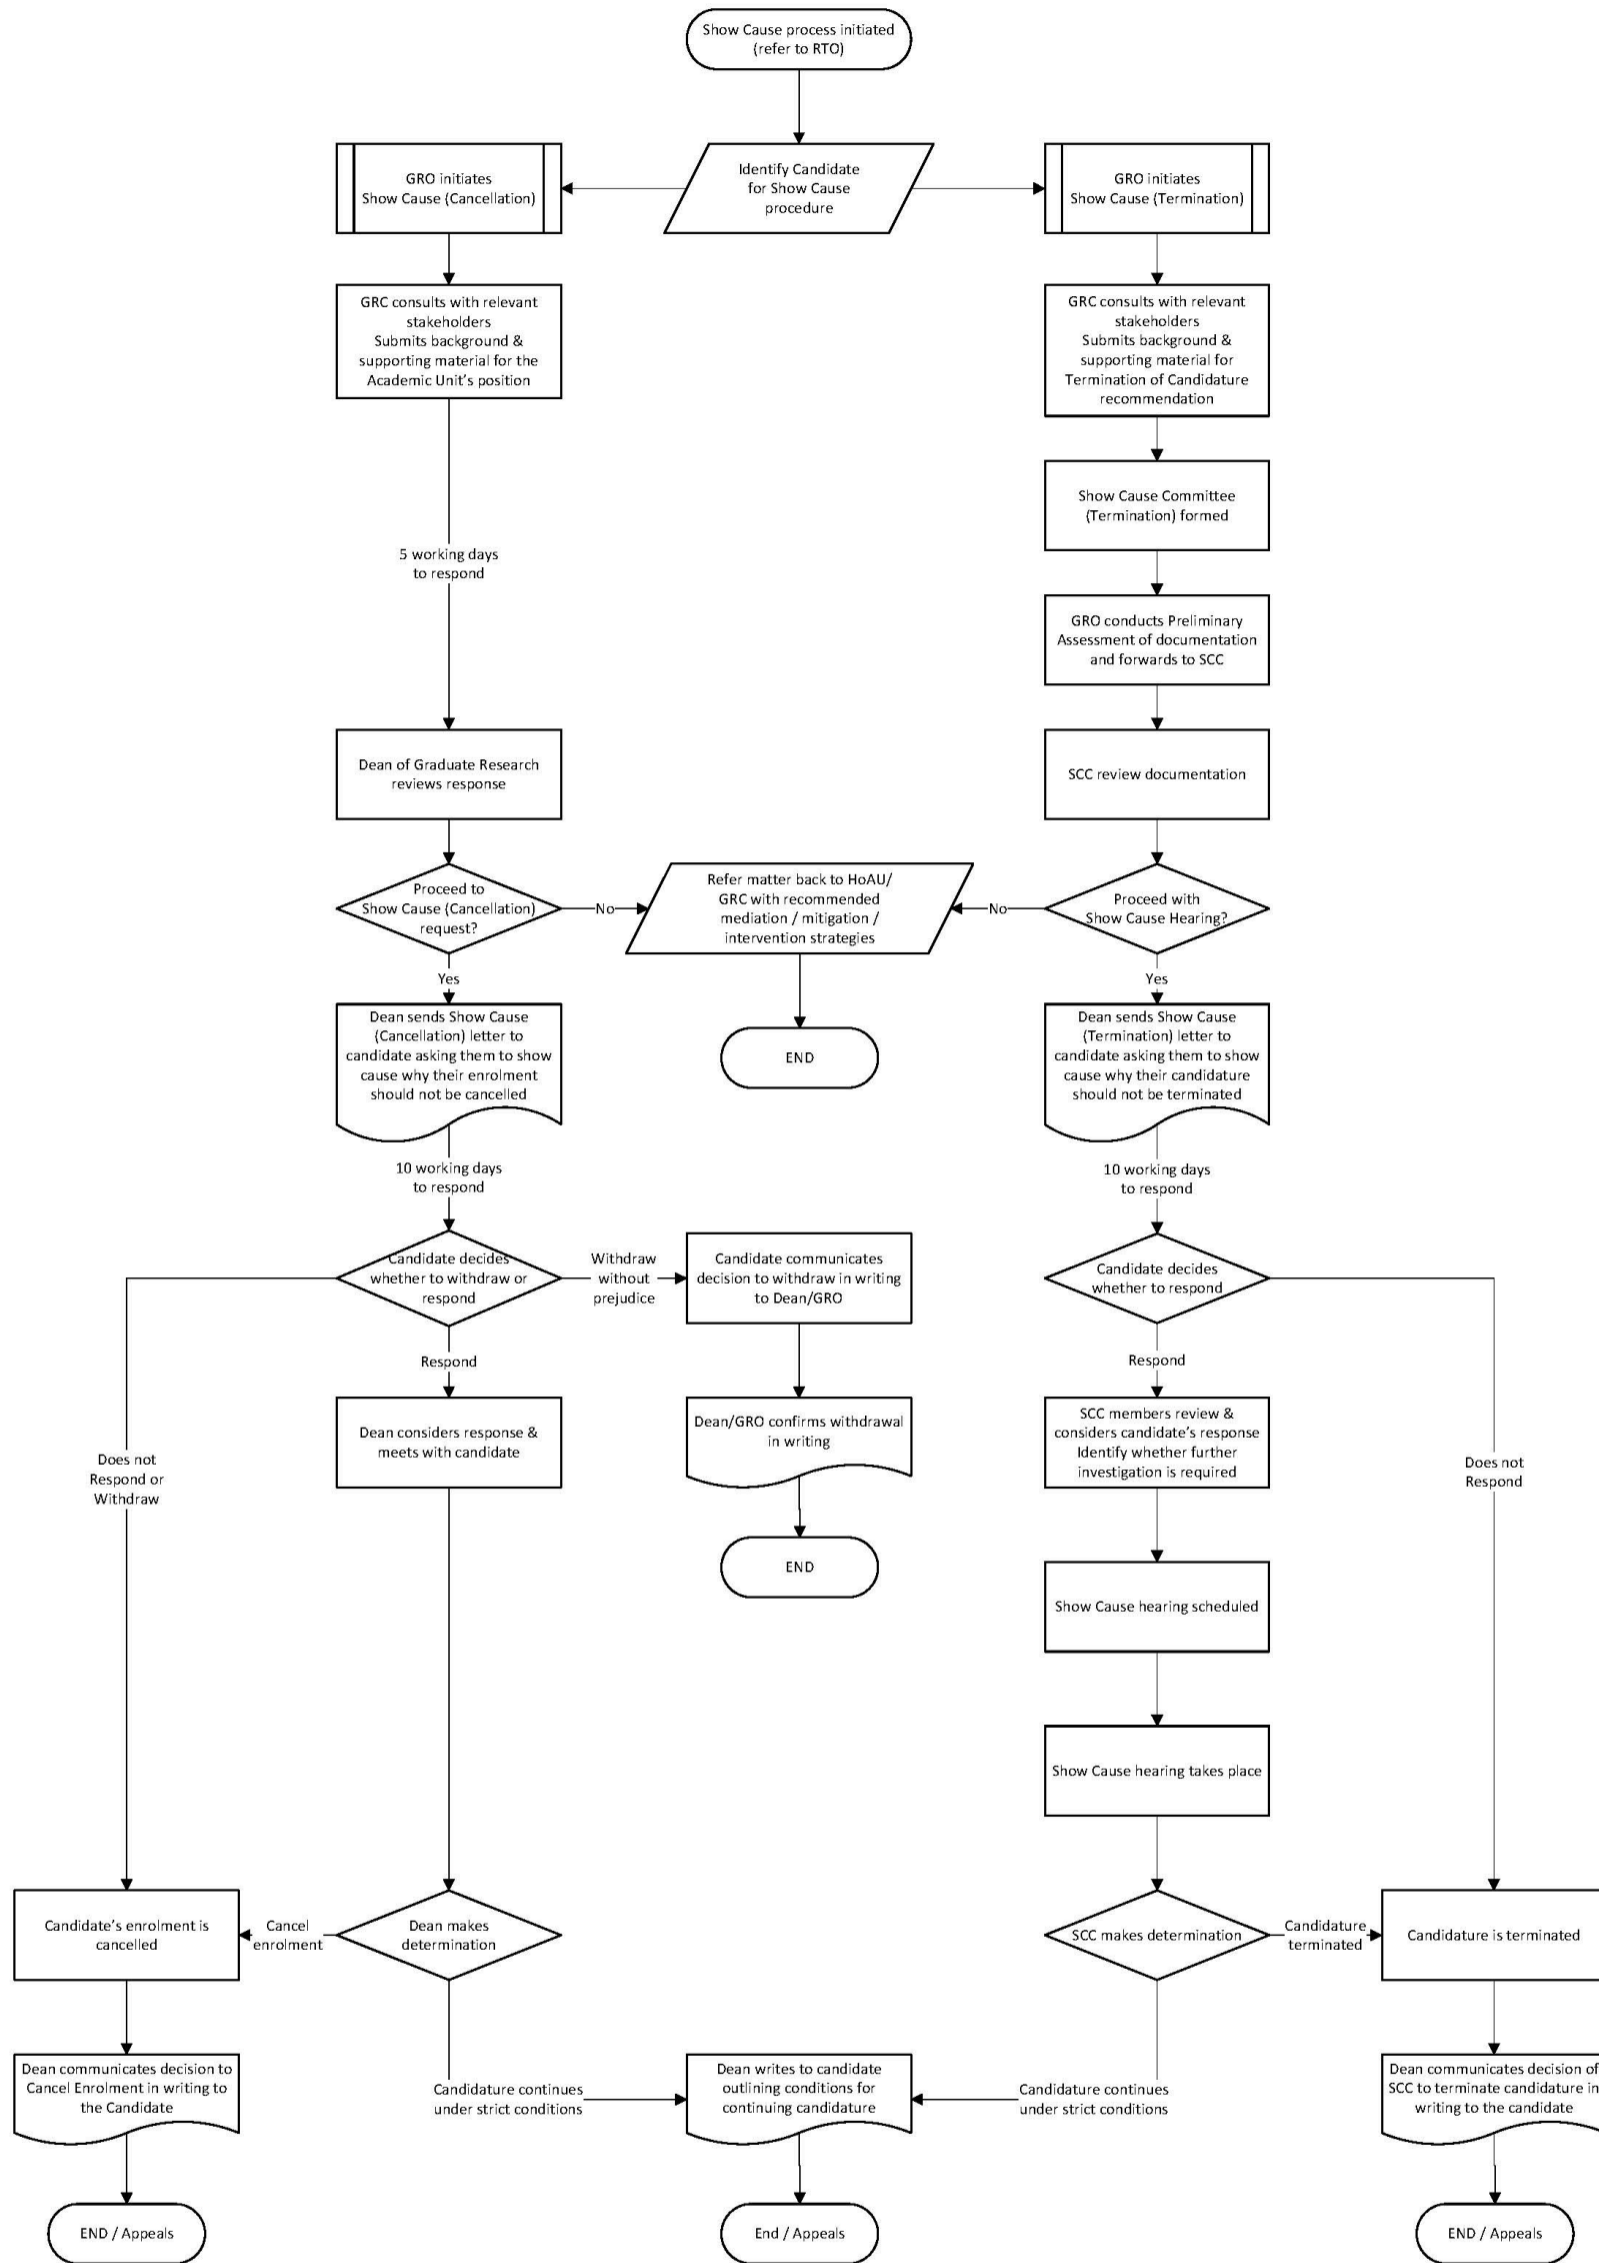 Show Cause process initiated
(refer to RTO)
GRO initiates
Show Cause (Cancellation)
Identify Candidate
for Show Cause
procedure
GRO initiates
Show Cause (Termination)
GRC consults with relevant
stakeholders
Submits background &
supporting material for the
Academic Unit's position
GRC consults with relevant
stakeholders
Submits background &
supporting material for
Termination of Candidature
recommendation
Show Cause Committee
(Termination) formed
5 working days
to respond
GRO conducts Preliminary
Assessment of documentation
and forwards to SCC
Dean of Graduate Research
reviews response
SCC review documentation
Proceed to
Show Cause (Cancellation)
request?
No
Refer matter back to HoAU/
GRC with recommended
mediation / mitigation /
intervention strategies
No
Proceed with
Show Cause Hearing?
Yes
Yes
Dean sends Show Cause
(Cancellation) letter to
candidate asking them to show
cause why their enrolment
should not be cancelled
END
Dean sends Show Cause
(Termination) letter to
candidate asking them to show
cause why their candidature
should not be terminated
10 working days
to respond
10 working days
to respond
Candidate decides
whether to withdraw or
respond
Withdraw
without
prejudice
Candidate communicates
decision to withdraw in writing
to Dean/GRO
Candidate decides
whether to respond
Respond
Respond
Does not
Respond or
Withdraw
Dean considers response &
meets with candidate
Dean/GRO confirms withdrawal
in writing
SCC members review &
considers candidate's response
Identify whether further
investigation is required
Does not
Respond
END
Show Cause hearing scheduled
Show Cause hearing takes place
Candidate's enrolment is
cancelled
Cancel
enrolment
Dean makes
determination
SCC makes determination
Candidature
terminated
Candidature is terminated
Dean communicates decision to
Cancel Enrolment in writing to
the Candidate
Candidature continues
under strict conditions
Dean writes to candidate
outlining conditions for
continuing candidature
Candidature continues
under strict conditions
Dean communicates decision of
SCC to terminate candidature in
writing to the candidate
END / Appeals
End / Appeals
END / Appeals